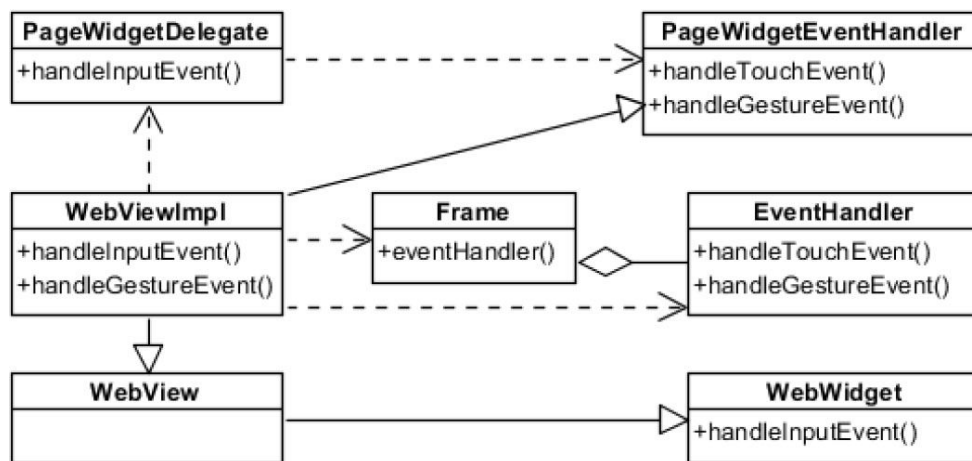 PageWidgetDelegate
+handleInputEvent()
PageWidgetEventHandler
+handleTouchEvent()
+handleGestureEvent()
WebViewImpl
+handleInputEvent()
+handleGestureEvent()
Frame
+eventHandler()
EventHandler
+handleTouchEvent()
+handleGestureEvent()
WebView
WebWidget
+handleInputEvent()